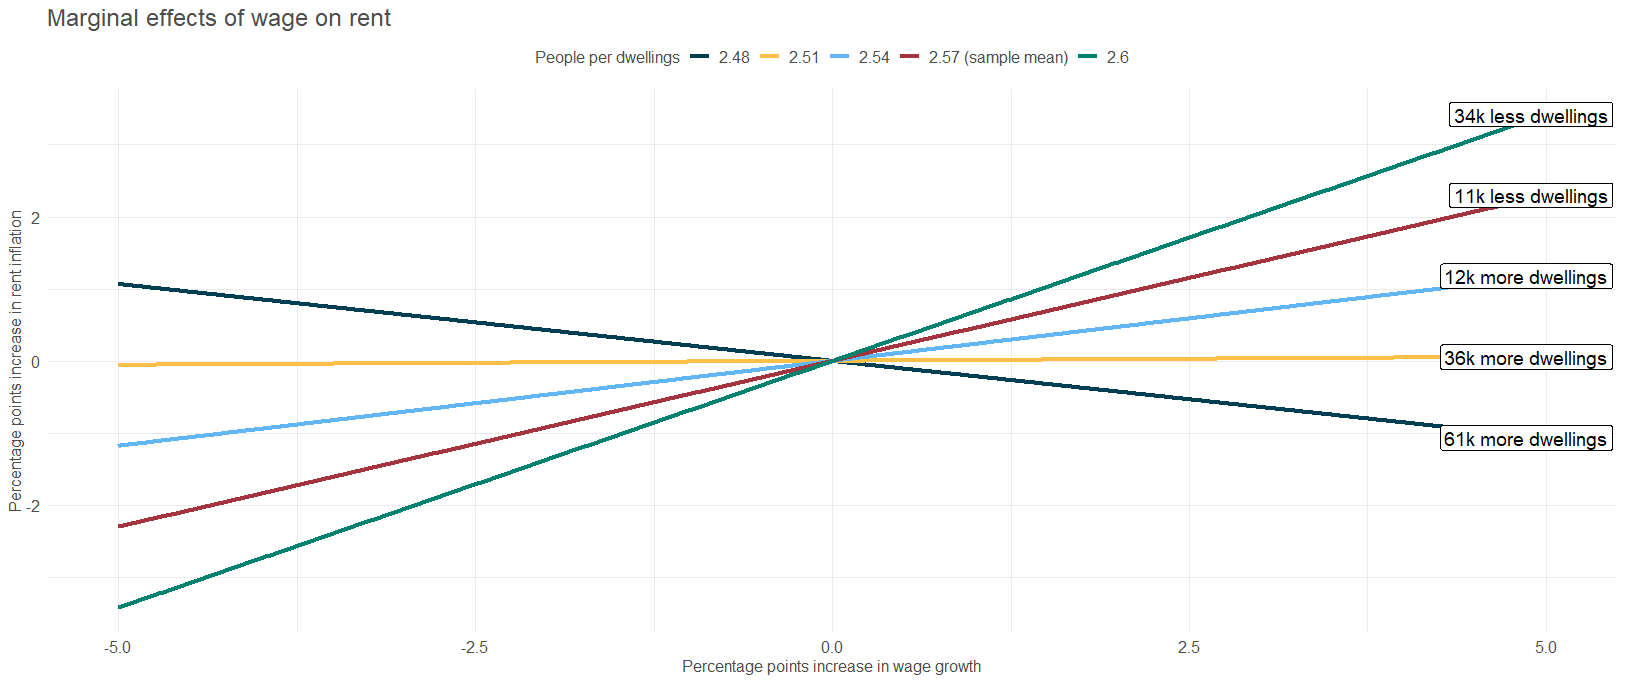 Marginal effects of wage on rent
People per dwellings 2.48 2.51 2.54 2.57 (sample mean) 2.6
34k less dwellings
11k less dwellings
12k more dwellings
36k more dwellings
61k more dwellings
Percentage points increase in rent inflation
2
0
-2
-5.0 -2.5 0.0 2.5 5.0
Percentage points increase in wage growth